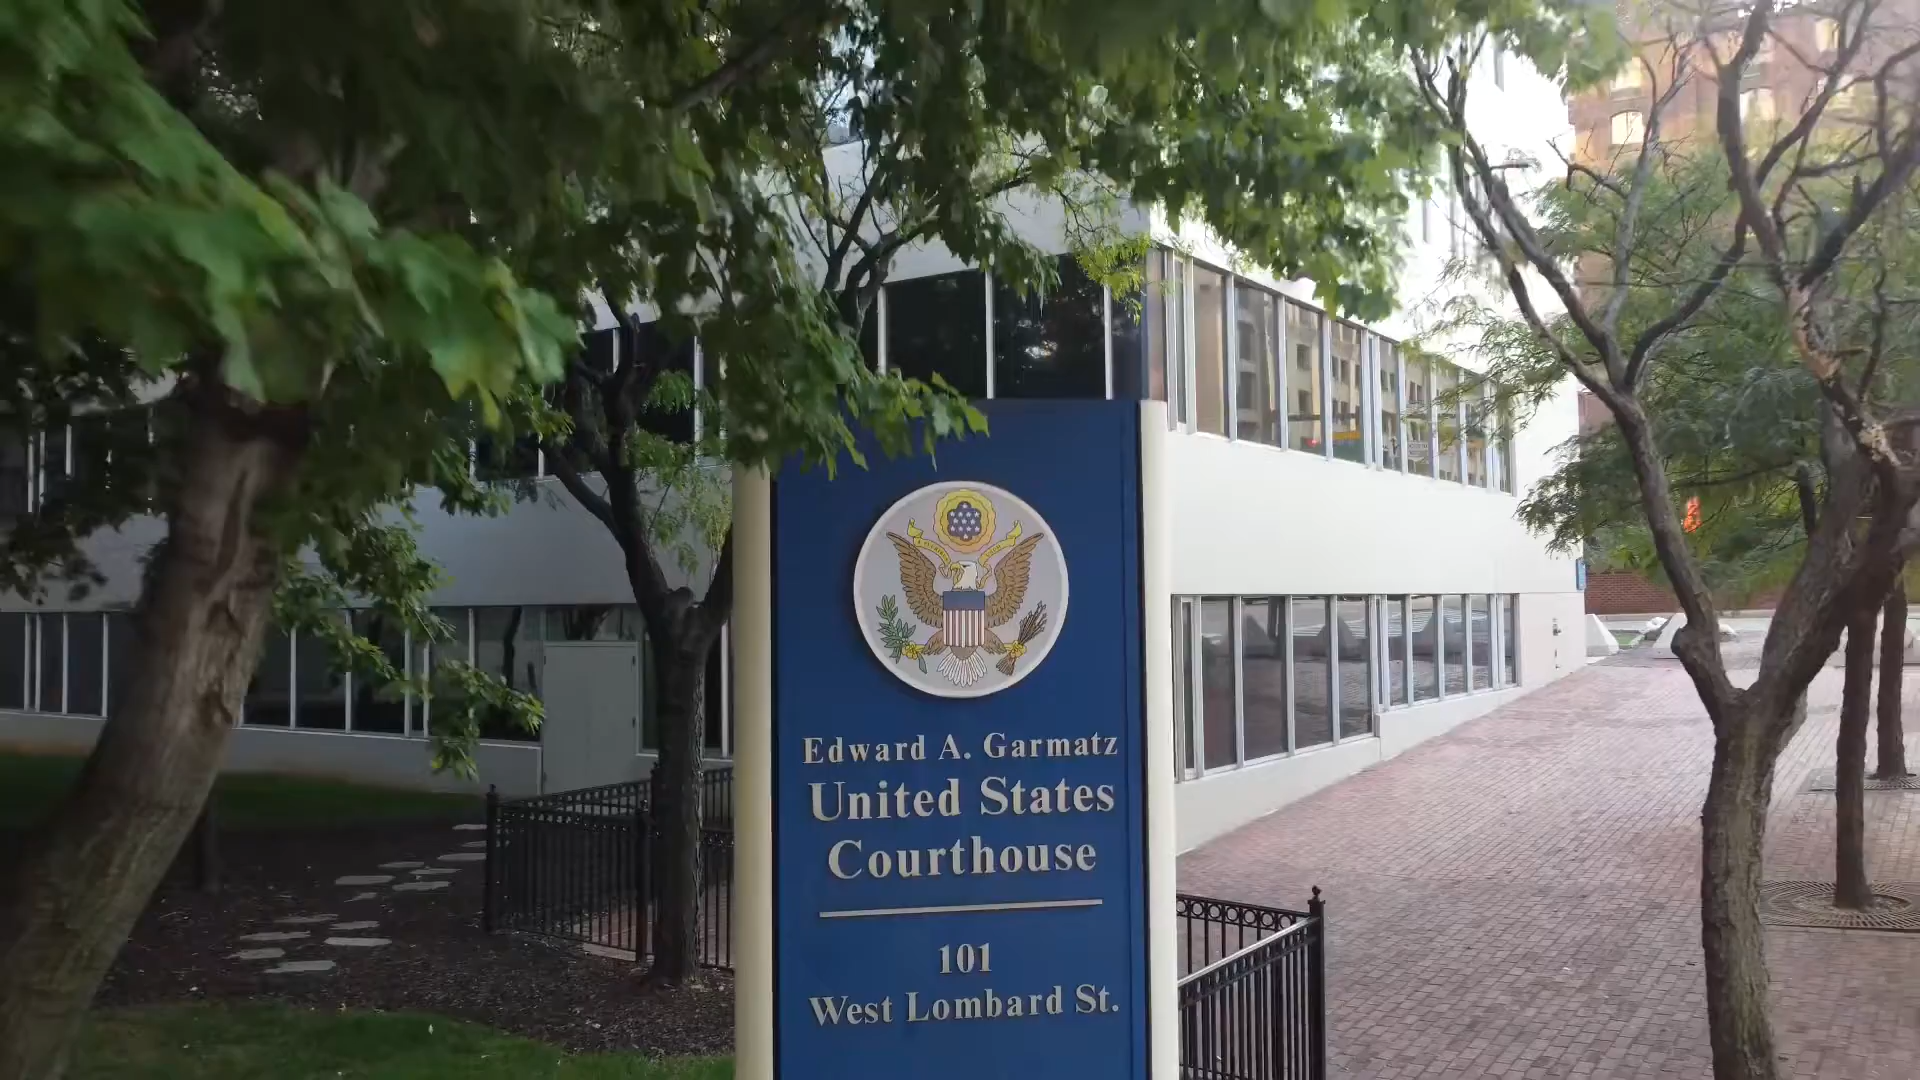 Edward A. Garmatz
United States
Courthouse
101
West Lombard St.